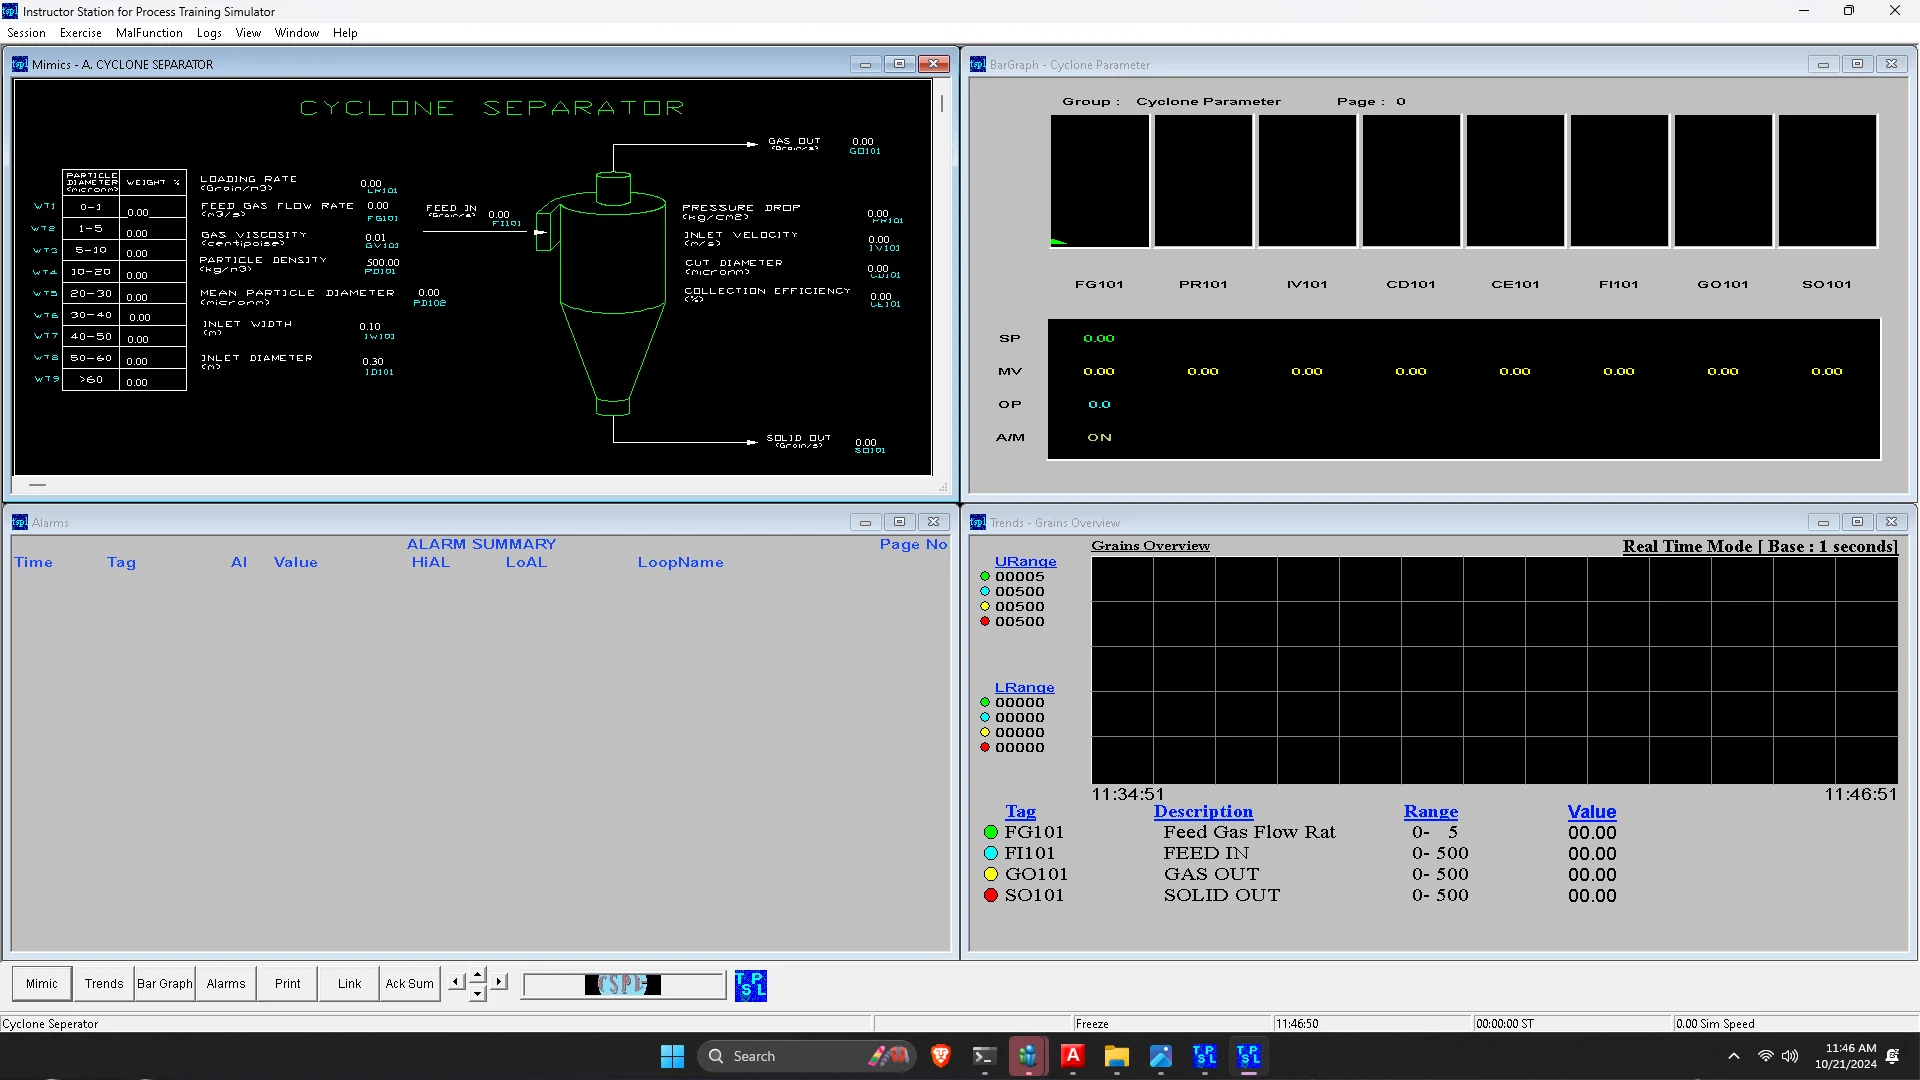 Instructor Station for Process Training Simulator
Session Exercise MalFunction Logs View Window Help
Mimics - A. CYCLONE SEPARATOR
CYCLONE SEPARATOR
GAS OUT 0.00
(Grain/s) GO101
PARTICLE DIAMETER (micronm) WEIGHT %
WT1 0-1 0.00
WT2 1-5 0.00
WT3 5-10 0.00
WT4 10-20 0.00
WT5 20-30 0.00
WT6 30-40 0.00
WT7 40-50 0.00
WT8 50-60 0.00
WT9 >60 0.00
LOADING RATE 0.00
(Grain/m3) LR101
FEED GAS FLOW RATE 0.00
(m3/s) FG101
GAS VISCOSITY 0.01
(centipoise) GV101
PARTICLE DENSITY 500.00
(kg/m3) PD101
MEAN PARTICLE DIAMETER 0.00
(micronm) PD102
INLET WIDTH 0.10
(m) IW101
INLET DIAMETER 0.30
(m) ID101
FEED IN 0.00
(Grain/s) FI101
PRESSURE DROP 0.00
(kg/cm2) PR101
INLET VELOCITY 0.00
(m/s) IV101
CUT DIAMETER 0.00
(micronm) CD101
COLLECTION EFFICIENCY 0.00
(%) CE101
SOLID OUT 0.00
(Grain/s) SO101
BarGraph - Cyclone Parameter
Group : Cyclone Parameter Page : 0
FG101 PR101 IV101 CD101 CE101 FI101 GO101 SO101
SP 0.00
MV 0.00 0.00 0.00 0.00 0.00 0.00 0.00 0.00
OP 0.0
A/M ON
Alarms
ALARM SUMMARY Page No
Time Tag Al Value HiAL LoAL LoopName
Trends - Grains Overview
Grains Overview Real Time Mode [ Base : 1 seconds]
URange
00005
00500
00500
00500
LRange
00000
00000
00000
00000
11:34:51 11:46:51
Tag Description Range Value
FG101 Feed Gas Flow Rat 0- 5 00.00
FI101 FEED IN 0- 500 00.00
GO101 GAS OUT 0- 500 00.00
SO101 SOLID OUT 0- 500 00.00
Mimic Trends Bar Graph Alarms Print Link Ack Sum TSPL TPSL
Cyclone Seperator Freeze 11:46:50 00:00:00 ST 0.00 Sim Speed
Search
11:46 AM
10/21/2024